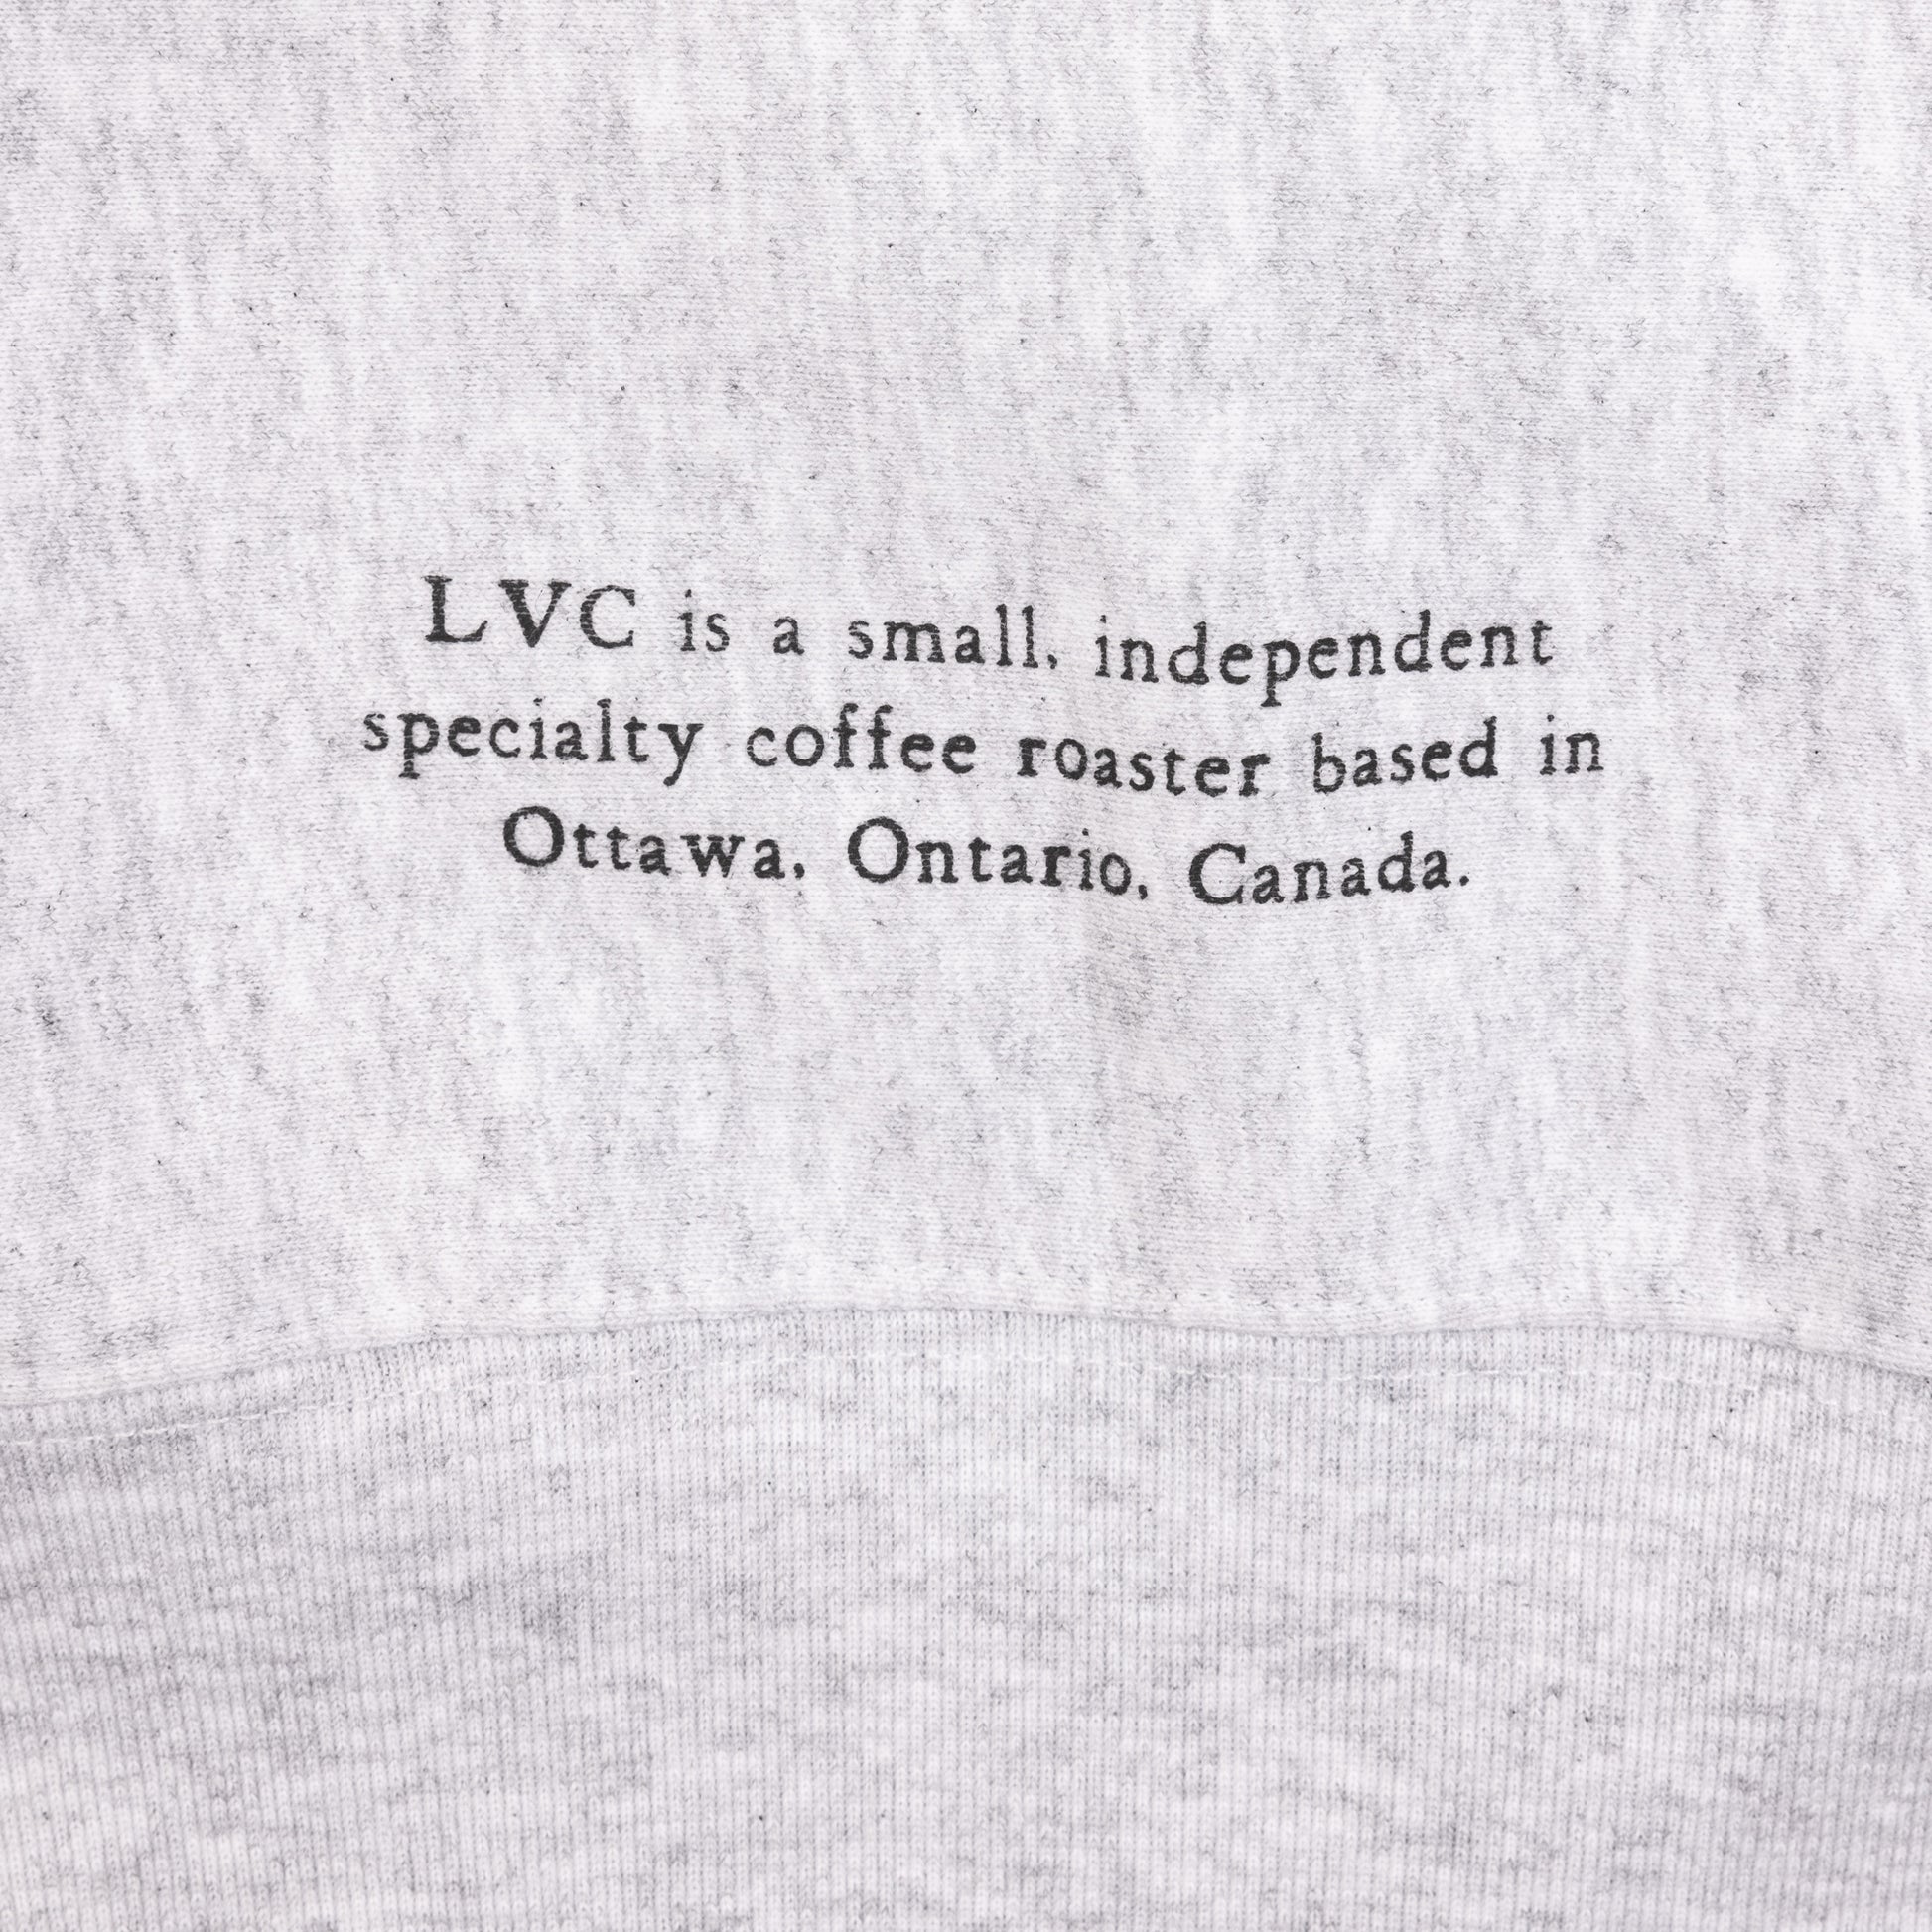 LVC is a small, independent
specialty coffee roaster based in
Ottawa, Ontario, Canada.